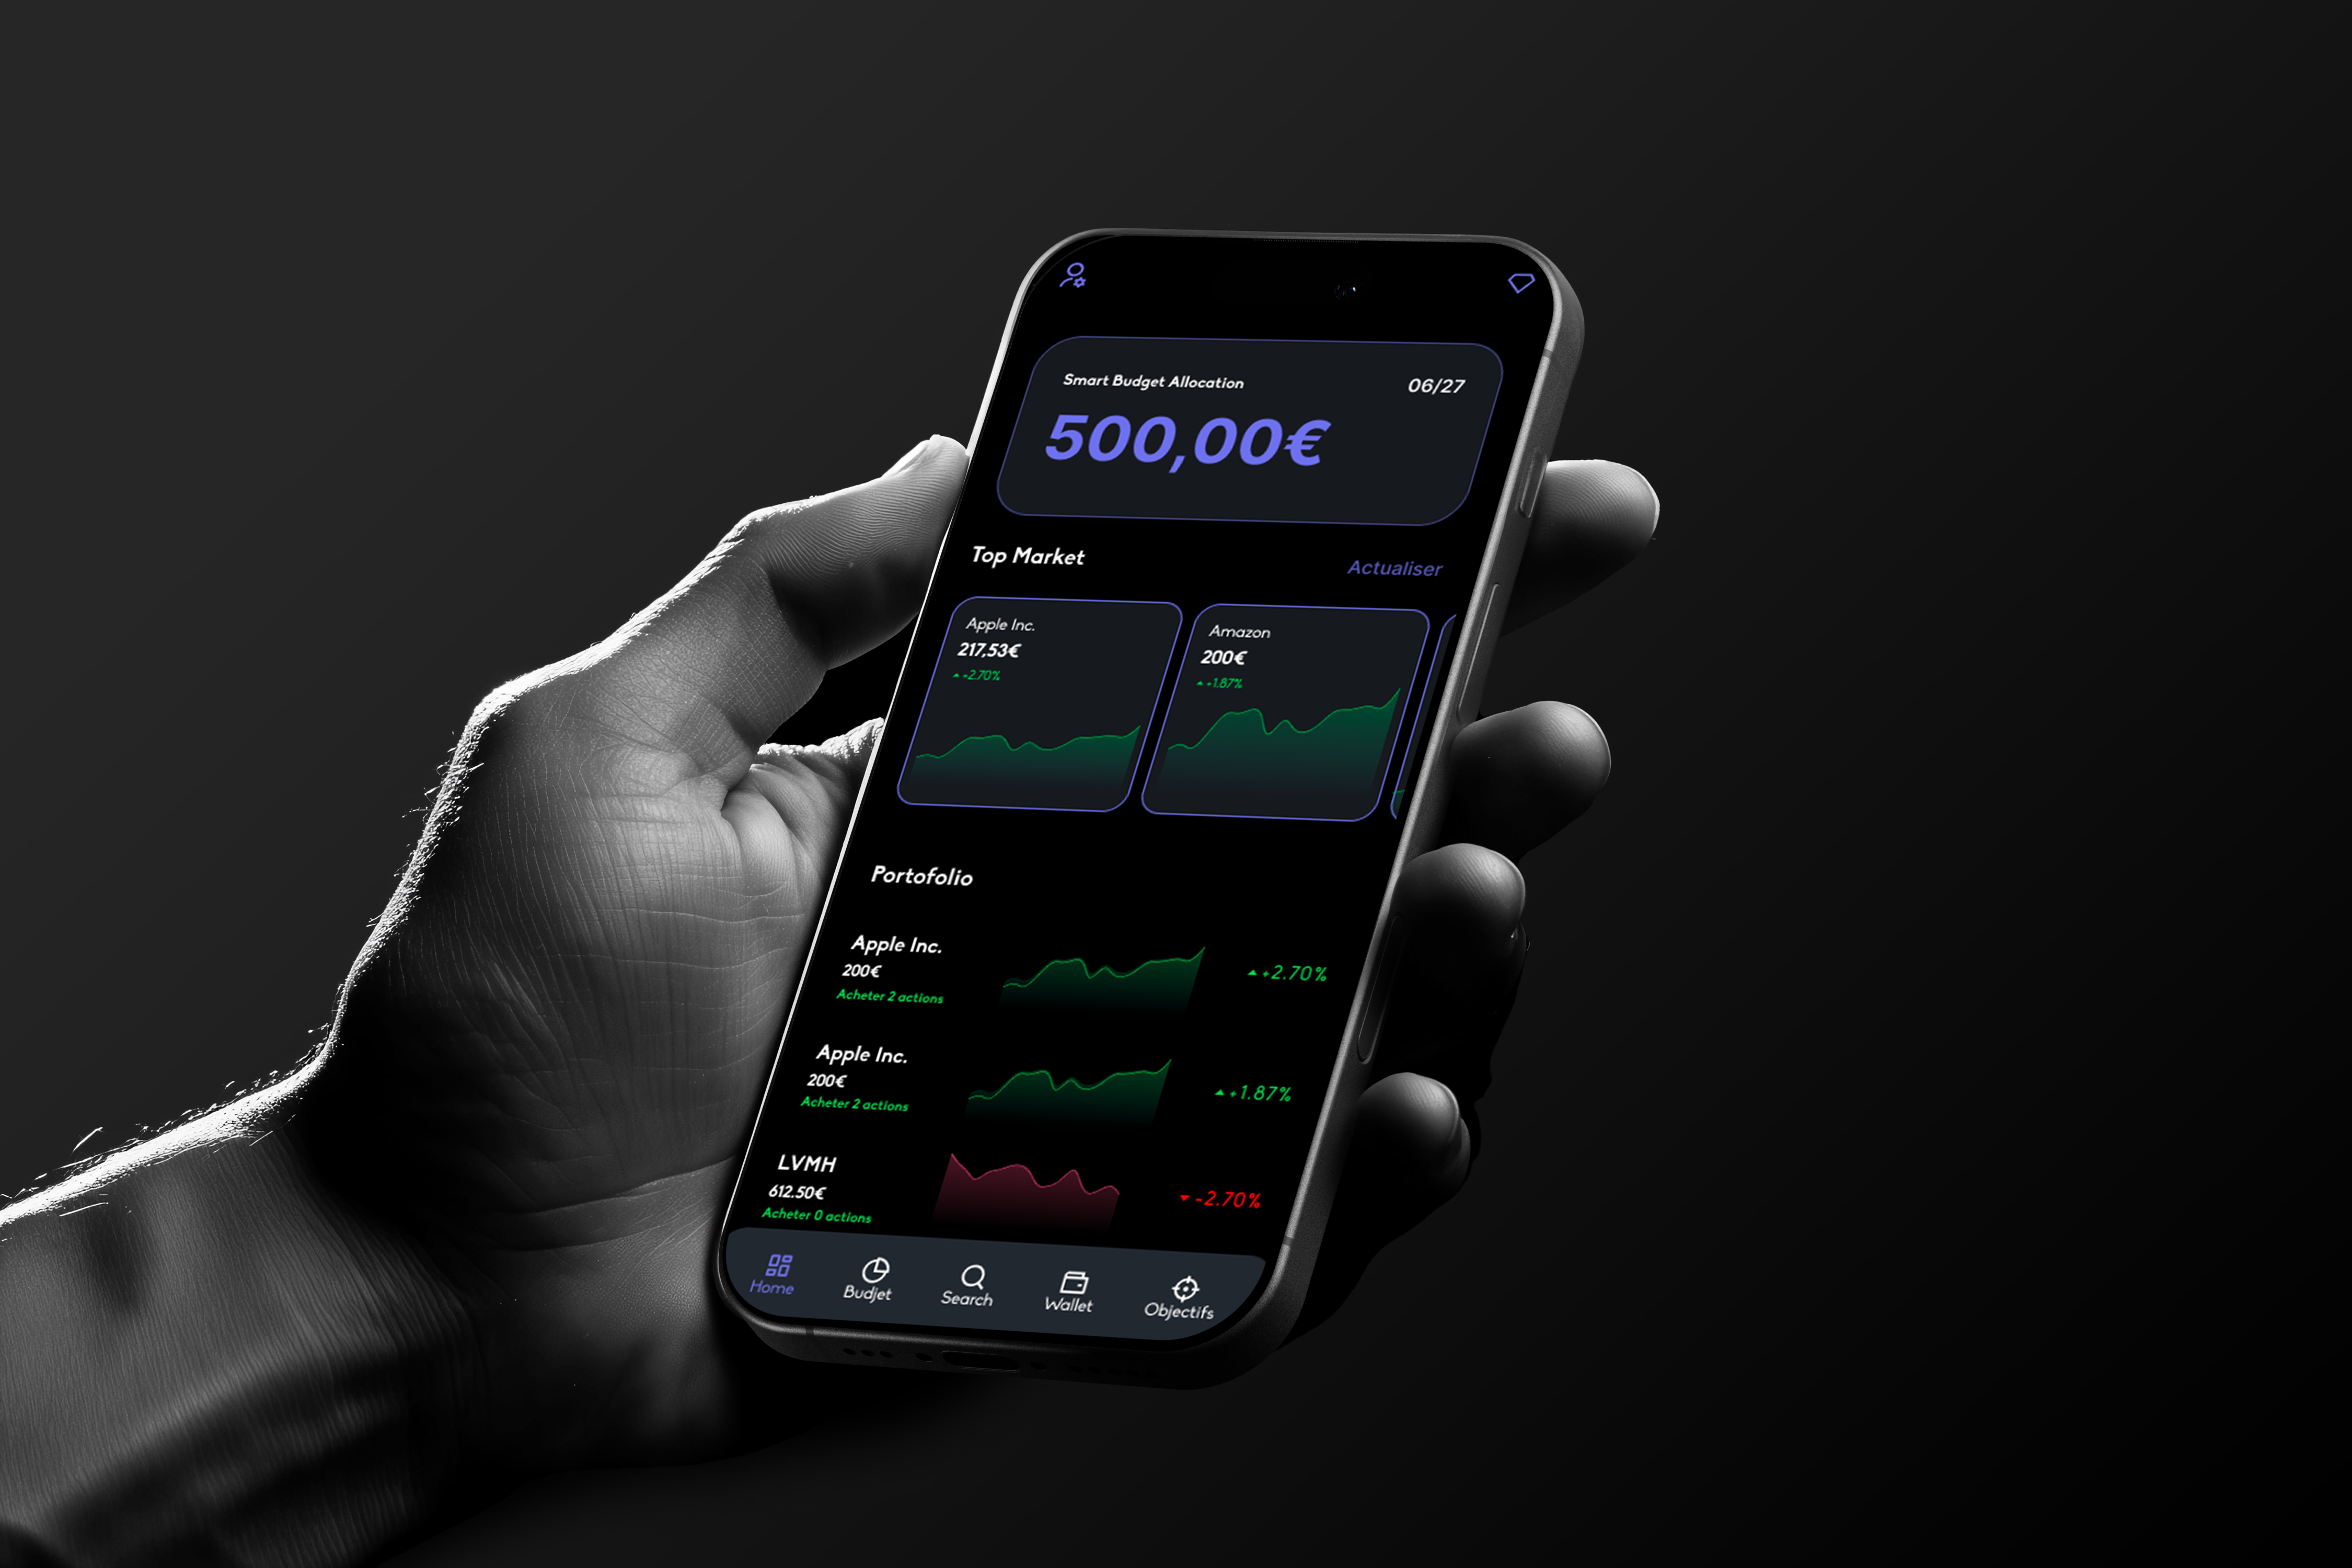 Smart Budget Allocation 06/27
500,00€
Top Market Actualiser
Apple Inc.
217,53€
+2.70%
Amazon
200€
+1.87%
Portofolio
Apple Inc.
200€
Acheter 2 actions
+2.70%
Apple Inc.
200€
Acheter 2 actions
+1.87%
LVMH
612.50€
Acheter 0 actions
-2.70%
Home Budjet Search Wallet Objectifs